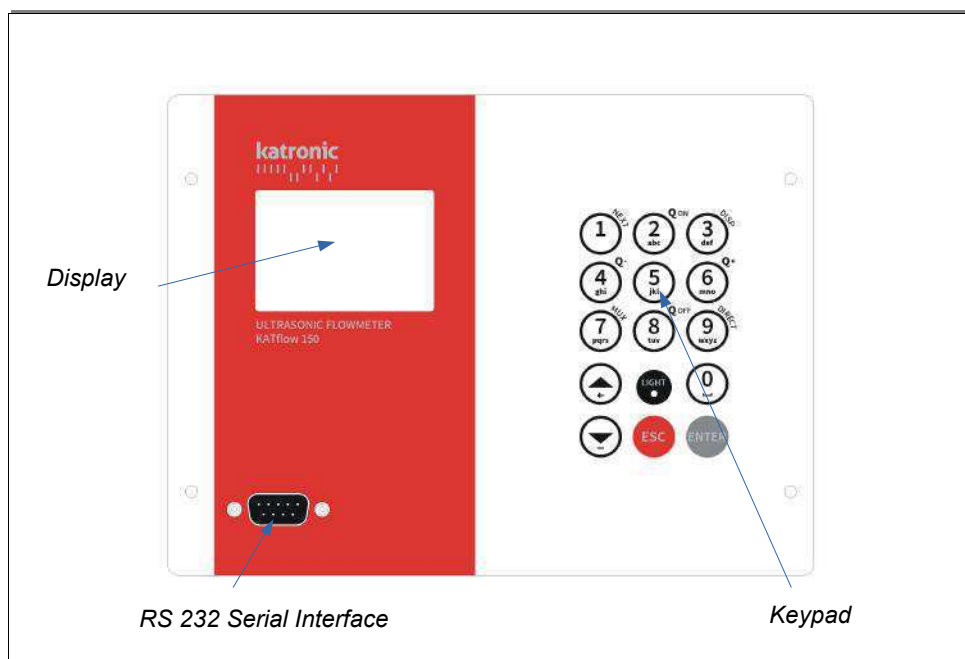 katronic
Display
ULTRASONIC FLOWMETER
KATflow 150
1 NEXT
2 abc Q ON
3 def DISP
4 ghi Q-
5 jkl
6 mno Q+
7 pqrs MUX
8 tuv Q OFF
9 wxyz DIRECT
LIGHT
0
ESC
ENTER
RS 232 Serial Interface
Keypad